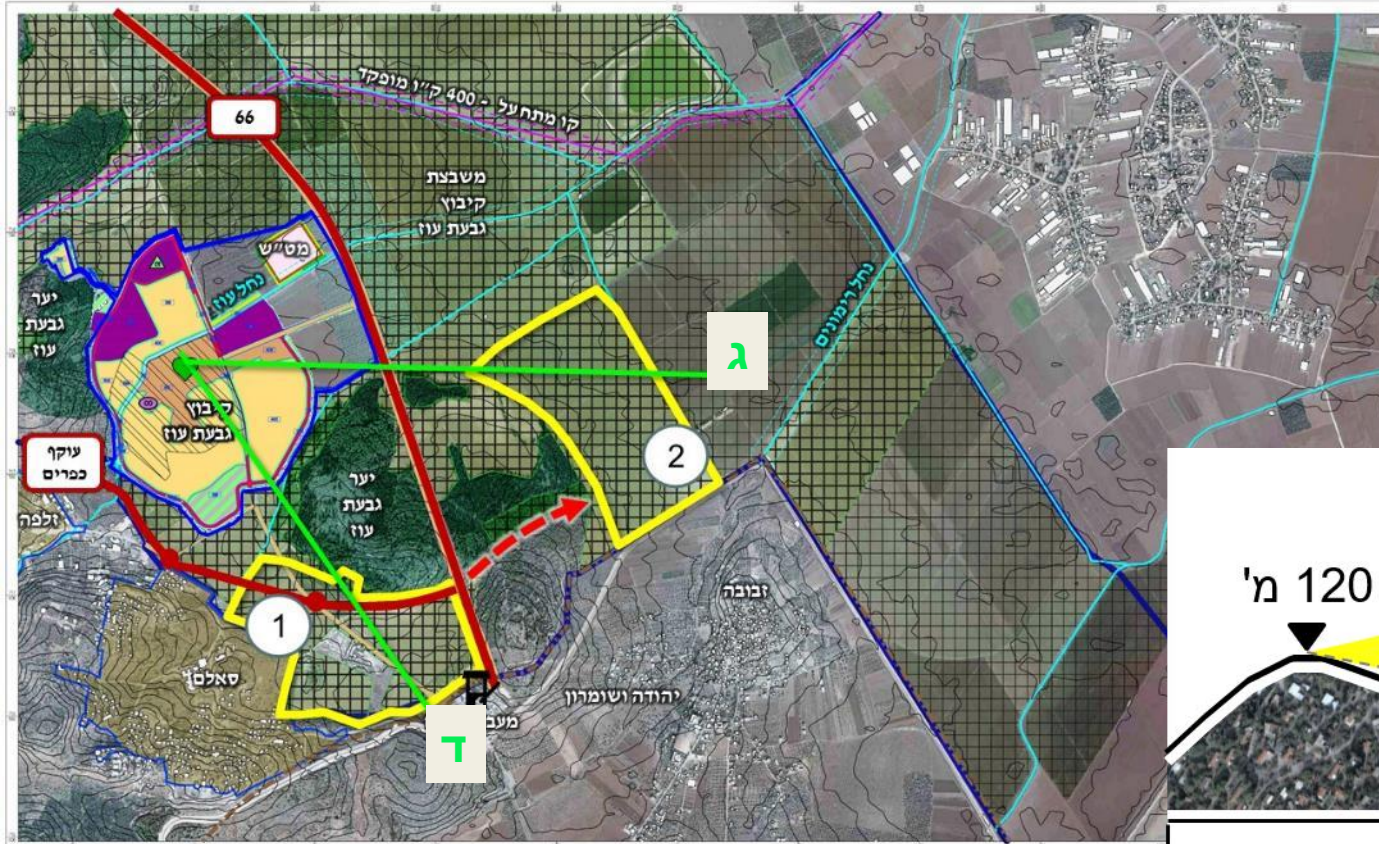 66
קו מתח על - 400 ק"ו מופקד
משבצת
קיבוץ
גבעת עוז
מט"ש
נחל עוז
יער
גבעת
עוז
נחל רימונים
ג
קיבוץ
גבעת עוז
עוקף
כפרים
2
יער
גבעת
עוז
זלפה
זבובה
1
סאלם
יהודה ושומרון
ד
120 מ'